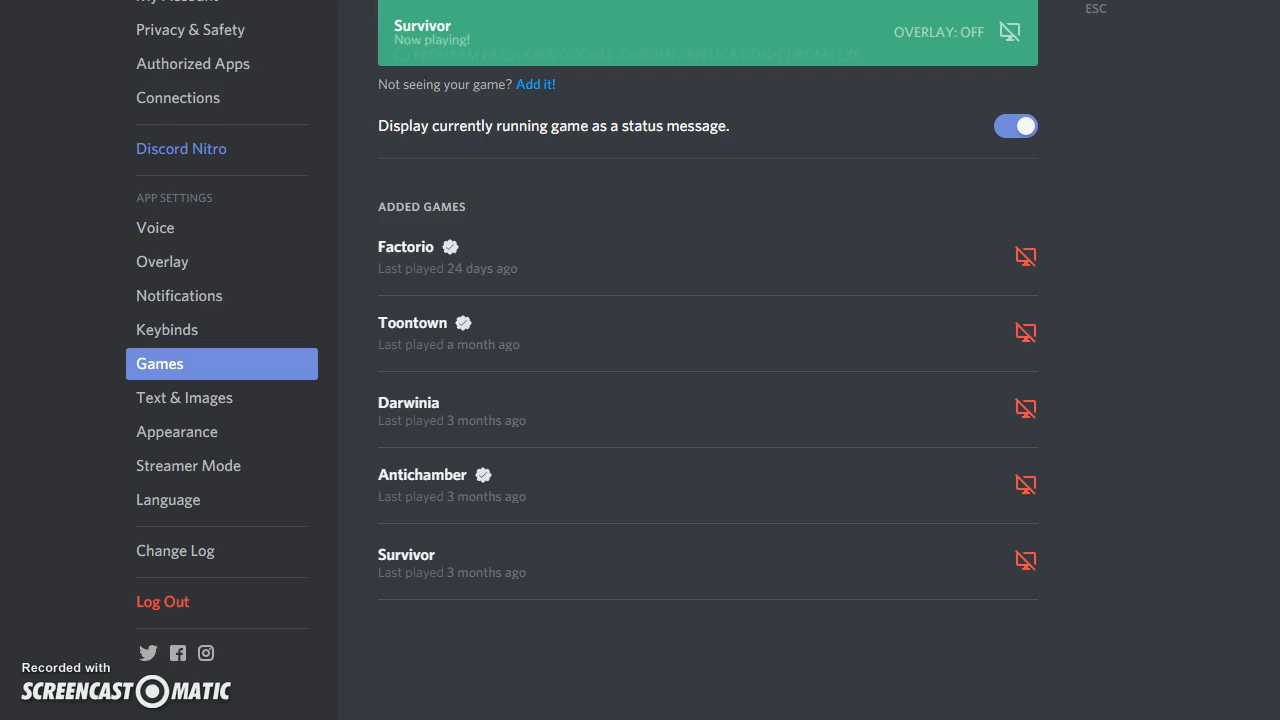 My Account
Privacy & Safety
Authorized Apps
Connections
Discord Nitro
APP SETTINGS
Voice
Overlay
Notifications
Keybinds
Games
Text & Images
Appearance
Streamer Mode
Language
Change Log
Log Out
Recorded with
SCREENCAST MATIC
Survivor
Now playing!
OVERLAY: OFF
Not seeing your game? Add it!
Display currently running game as a status message.
ADDED GAMES
Factorio
Last played 24 days ago
Toontown
Last played a month ago
Darwinia
Last played 3 months ago
Antichamber
Last played 3 months ago
Survivor
Last played 3 months ago
ESC